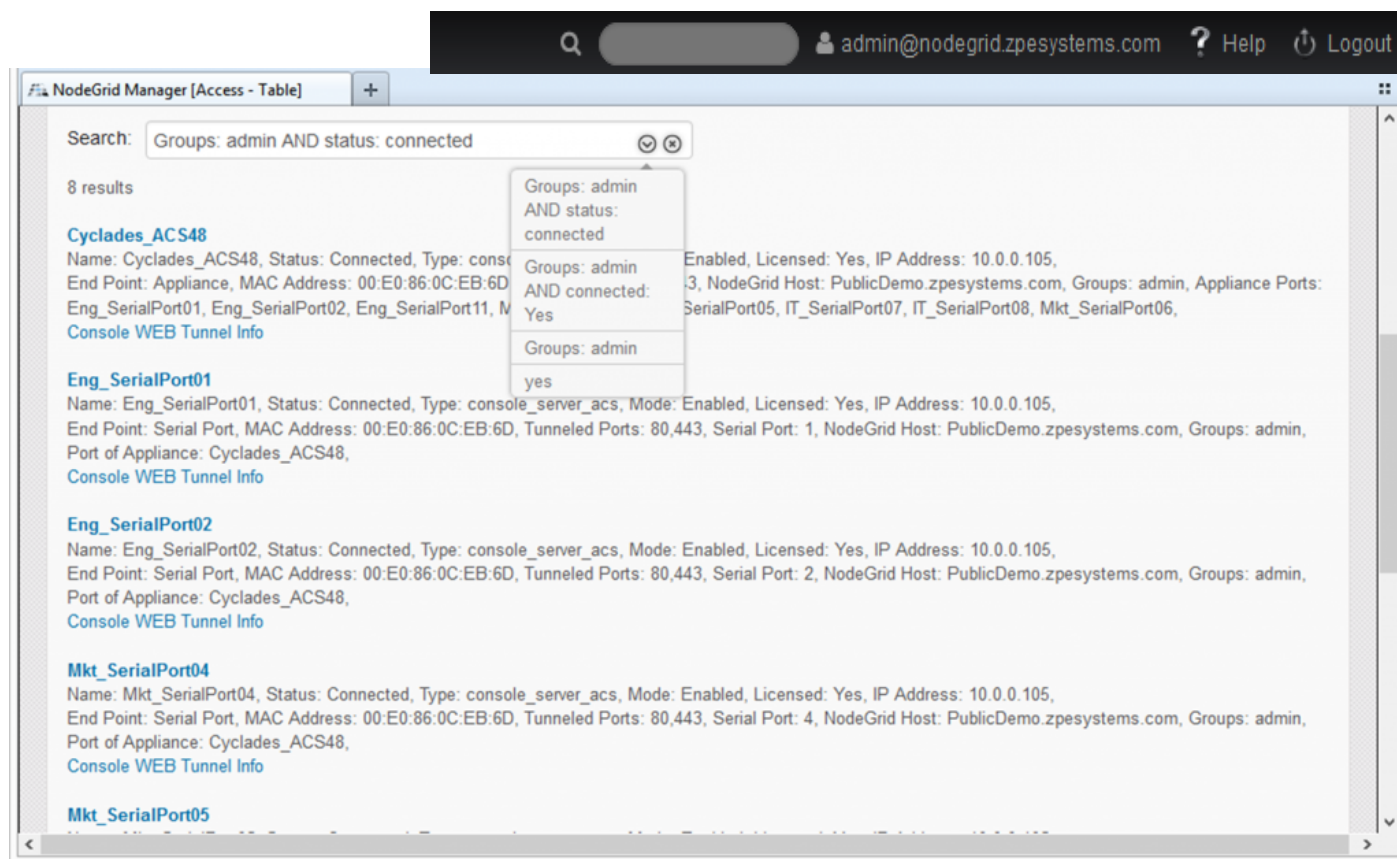 admin@nodegrid.zpesystems.com ? Help Logout
NodeGrid Manager [Access - Table] +
Search: Groups: admin AND status: connected
8 results
Groups: admin
AND status:
connected
Groups: admin
AND connected:
Yes
Groups: admin
yes
Cyclades_ACS48
Name: Cyclades_ACS48, Status: Connected, Type: Enabled, Licensed: Yes, IP Address: 10.0.0.105,
End Point: Appliance, MAC Address: 00:E0:86:0C:EB:6D 3, NodeGrid Host: PublicDemo.zpesystems.com, Groups: admin, Appliance Ports:
Eng_SerialPort01, Eng_SerialPort02, Eng_SerialPort11, SerialPort05, IT_SerialPort07, IT_SerialPort08, Mkt_SerialPort06,
Console WEB Tunnel Info
Eng_SerialPort01
Name: Eng_SerialPort01, Status: Connected, Type: console_server_acs, Mode: Enabled, Licensed: Yes, IP Address: 10.0.0.105,
End Point: Serial Port, MAC Address: 00:E0:86:0C:EB:6D, Tunneled Ports: 80,443, Serial Port: 1, NodeGrid Host: PublicDemo.zpesystems.com, Groups: admin,
Port of Appliance: Cyclades_ACS48,
Console WEB Tunnel Info
Eng_SerialPort02
Name: Eng_SerialPort02, Status: Connected, Type: console_server_acs, Mode: Enabled, Licensed: Yes, IP Address: 10.0.0.105,
End Point: Serial Port, MAC Address: 00:E0:86:0C:EB:6D, Tunneled Ports: 80,443, Serial Port: 2, NodeGrid Host: PublicDemo.zpesystems.com, Groups: admin,
Port of Appliance: Cyclades_ACS48,
Console WEB Tunnel Info
Mkt_SerialPort04
Name: Mkt_SerialPort04, Status: Connected, Type: console_server_acs, Mode: Enabled, Licensed: Yes, IP Address: 10.0.0.105,
End Point: Serial Port, MAC Address: 00:E0:86:0C:EB:6D, Tunneled Ports: 80,443, Serial Port: 4, NodeGrid Host: PublicDemo.zpesystems.com, Groups: admin,
Port of Appliance: Cyclades_ACS48,
Console WEB Tunnel Info
Mkt_SerialPort05